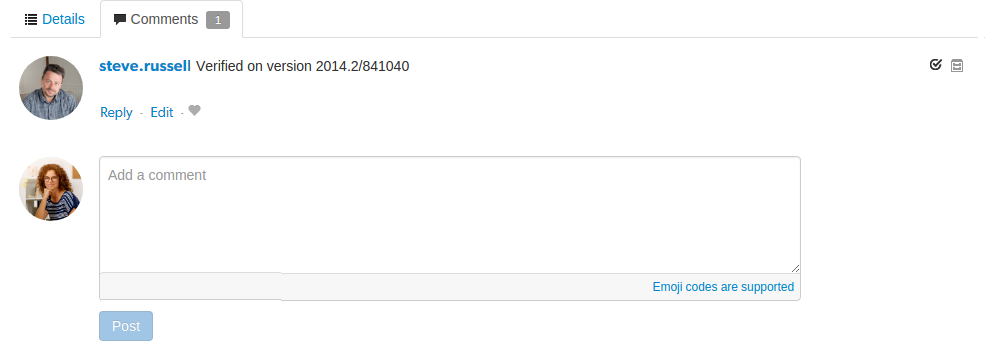 Details Comments 1
steve.russell Verified on version 2014.2/841040
Reply · Edit ·
Add a comment
Emoji codes are supported
Post